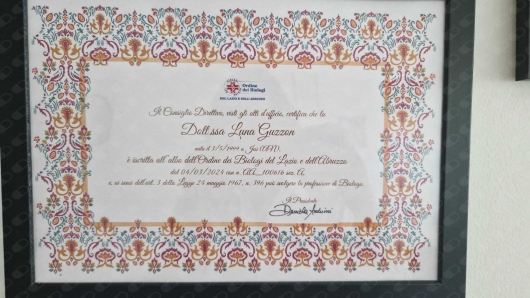 Ordine
dei Biologi
DEL LAZIO E DELL'ABRUZZO
Il Consiglio Direttivo, visti gli atti d'ufficio, certifica che la
Dott.ssa Luna Guzzon
nata il 3/5/1999 a Jesi (AN)
è iscritta all'albo dell'Ordine dei Biologi del Lazio e dell'Abruzzo
dal 04/03/2024 con n. AA_100616 sez. A,
e, ai sensi dell'art. 3 della Legge 24 maggio 1967, n. 396 può svolgere la professione di Biologa.
Il Presidente